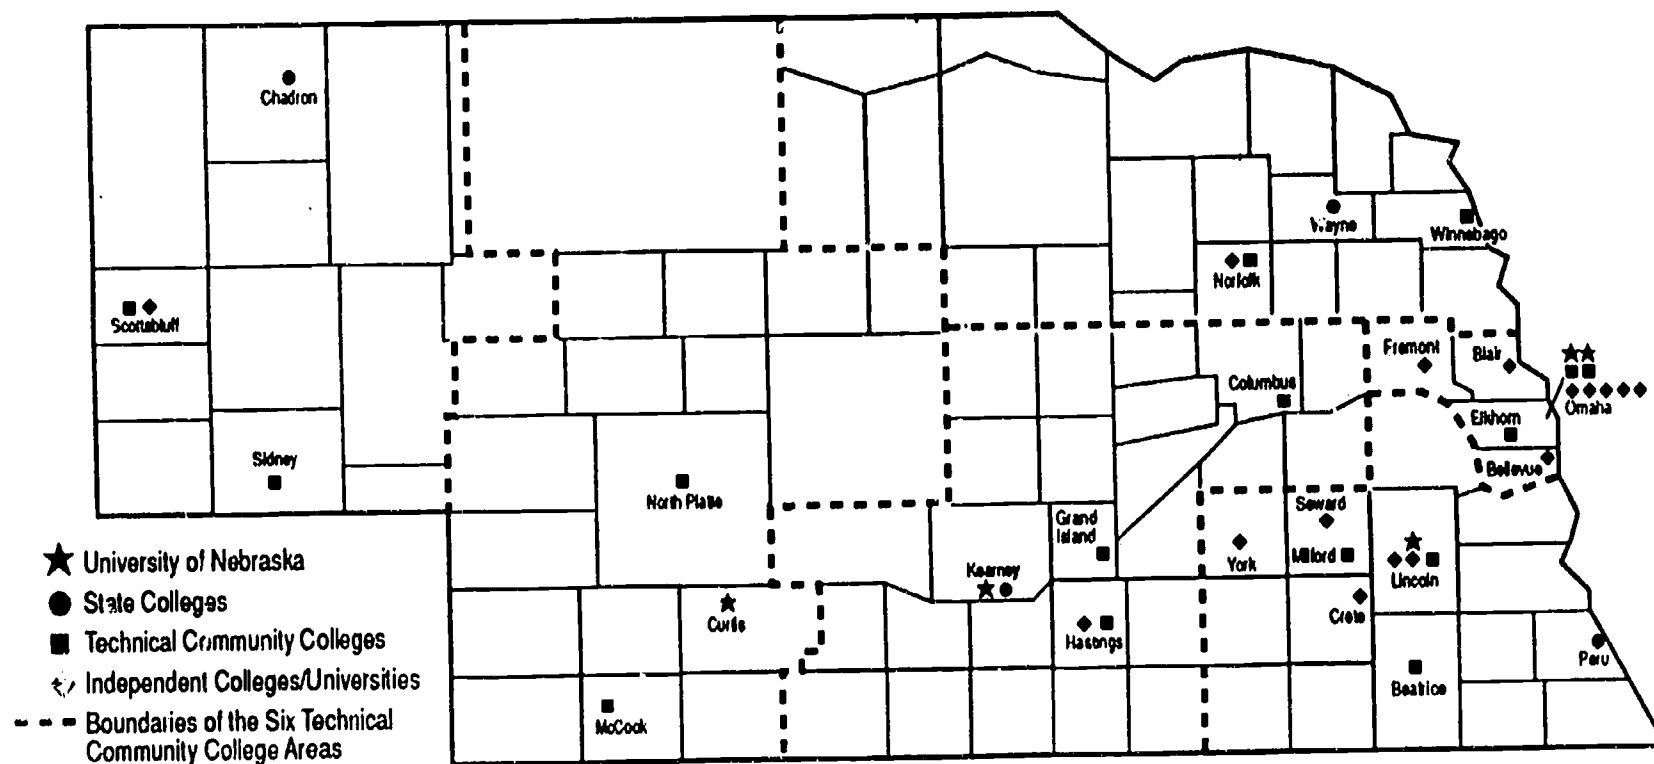 Chadron
Wayne
Winnebago
Norfolk
Scottsbluff
Fremont
Blair
Columbus
Omaha
Elkhorn
Sidney
Bellevue
North Platte
Seward
Grand
Island
York
Milford
Lincoln
Kearney
Curtis
Crete
Hastings
Peru
Beatrice
McCook
University of Nebraska
State Colleges
Technical Community Colleges
Independent Colleges/Universities
Boundaries of the Six Technical
Community College Areas